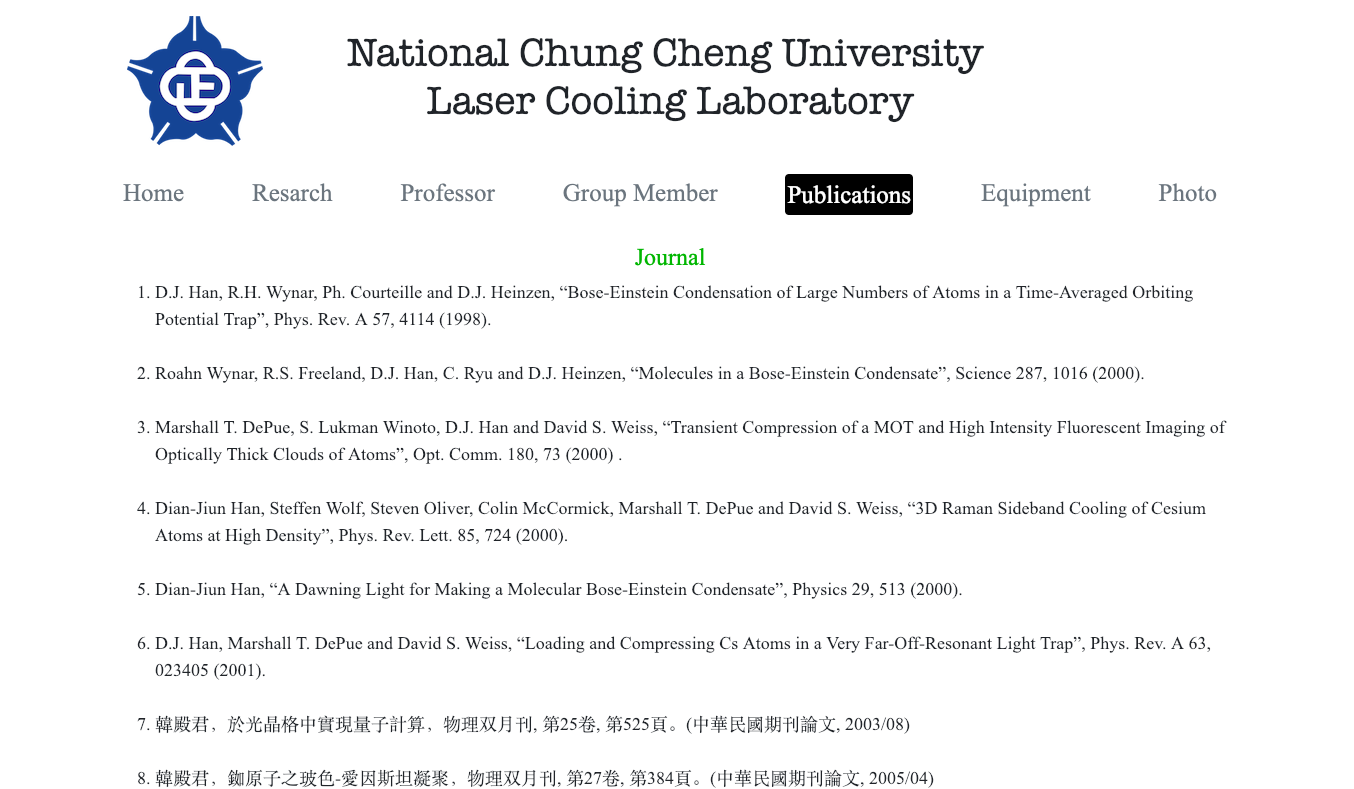 National Chung Cheng University
Laser Cooling Laboratory
Home Resarch Professor Group Member Publications Equipment Photo
Journal
1. D.J. Han, R.H. Wynar, Ph. Courteille and D.J. Heinzen, “Bose-Einstein Condensation of Large Numbers of Atoms in a Time-Averaged Orbiting
Potential Trap”, Phys. Rev. A 57, 4114 (1998).
2. Roahn Wynar, R.S. Freeland, D.J. Han, C. Ryu and D.J. Heinzen, “Molecules in a Bose-Einstein Condensate”, Science 287, 1016 (2000).
3. Marshall T. DePue, S. Lukman Winoto, D.J. Han and David S. Weiss, “Transient Compression of a MOT and High Intensity Fluorescent Imaging of
Optically Thick Clouds of Atoms”, Opt. Comm. 180, 73 (2000) .
4. Dian-Jiun Han, Steffen Wolf, Steven Oliver, Colin McCormick, Marshall T. DePue and David S. Weiss, “3D Raman Sideband Cooling of Cesium
Atoms at High Density”, Phys. Rev. Lett. 85, 724 (2000).
5. Dian-Jiun Han, “A Dawning Light for Making a Molecular Bose-Einstein Condensate”, Physics 29, 513 (2000).
6. D.J. Han, Marshall T. DePue and David S. Weiss, “Loading and Compressing Cs Atoms in a Very Far-Off-Resonant Light Trap”, Phys. Rev. A 63,
023405 (2001).
7. 韓殿君，於光晶格中實現量子計算，物理双月刊, 第25卷, 第525頁。(中華民國期刊論文, 2003/08)
8. 韓殿君，銣原子之玻色-愛因斯坦凝聚，物理双月刊, 第27卷, 第384頁。(中華民國期刊論文, 2005/04)